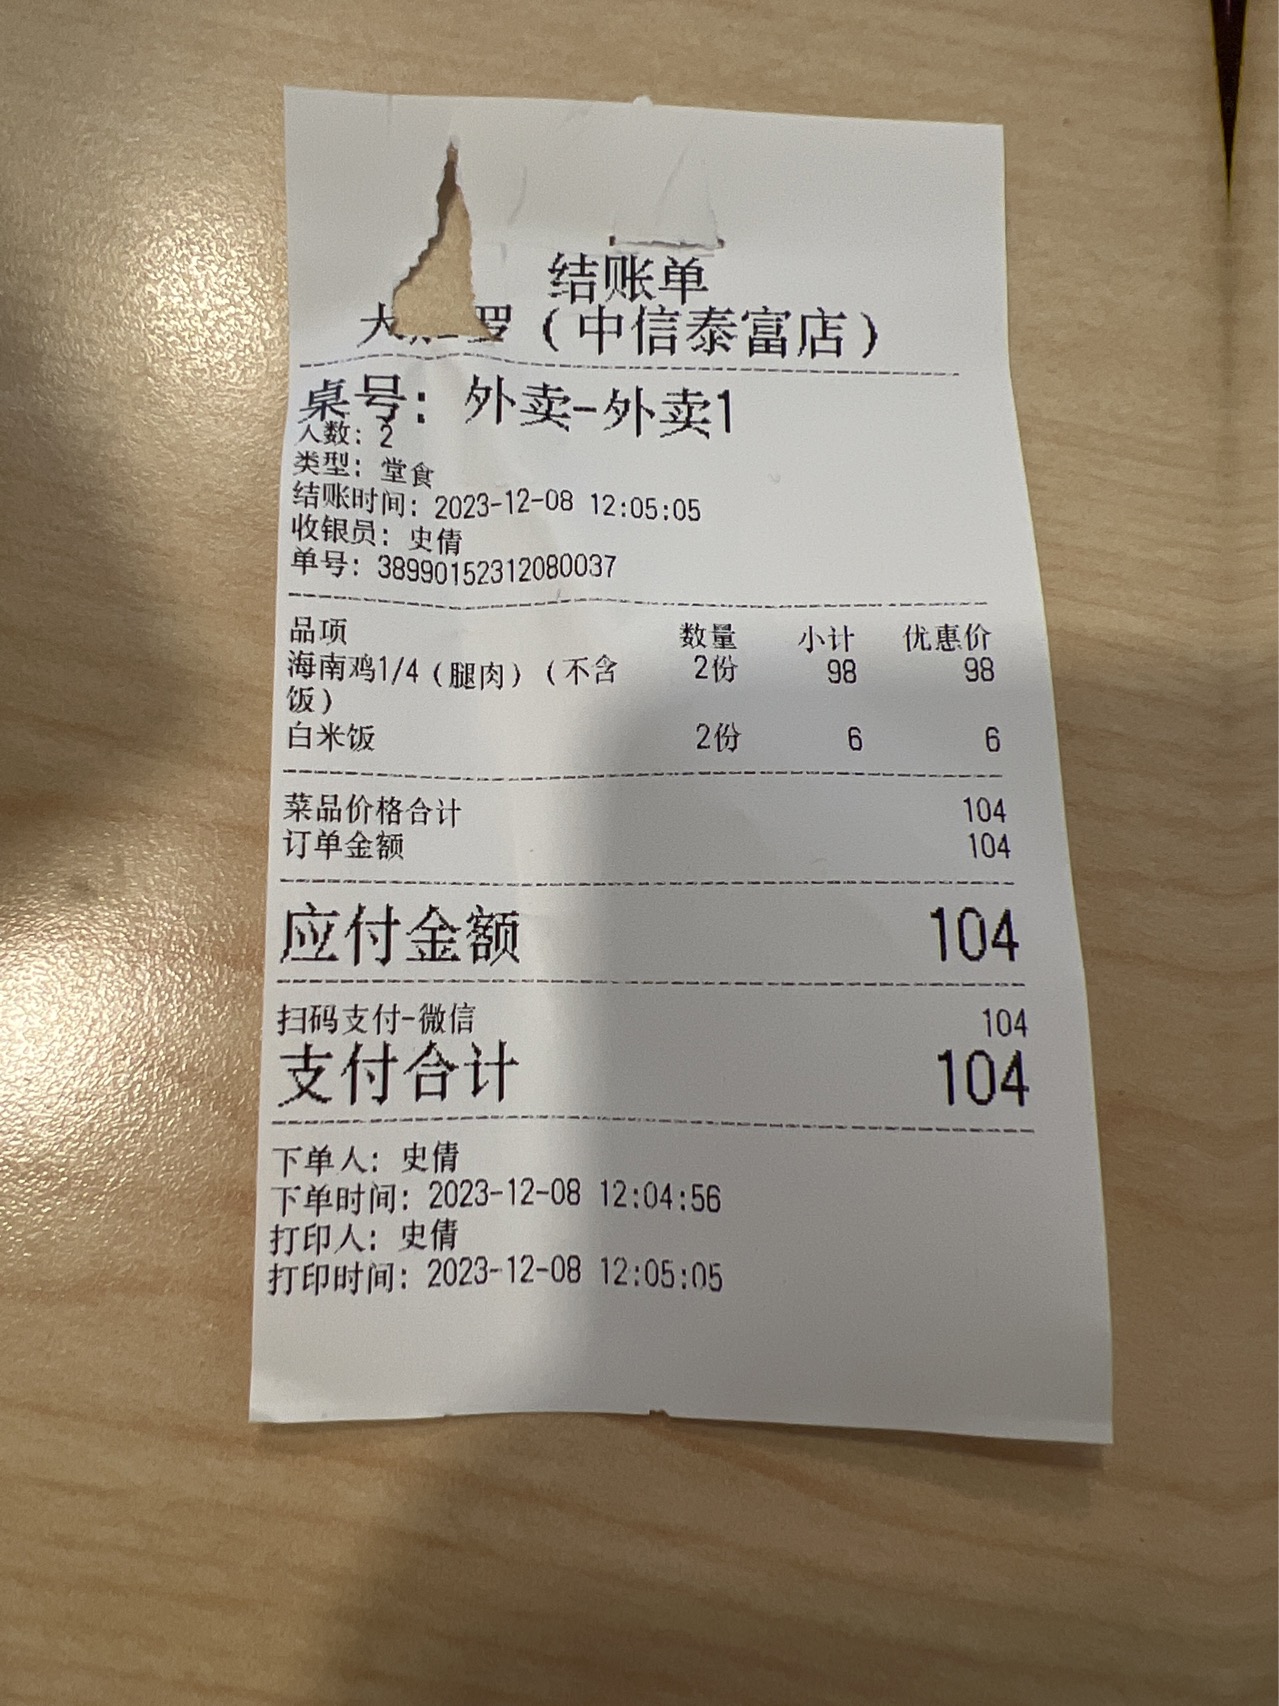 结账单
罗（中信泰富店）
桌号：外卖-外卖1
人数：2
类型：堂食
结账时间：2023-12-08 12:05:05
收银员：史倩
单号：38990152312080037
品项 数量 小计 优惠价
海南鸡1/4（腿肉）（不含 2份 98 98
饭）
白米饭 2份 6 6
菜品价格合计 104
订单金额 104
应付金额 104
扫码支付-微信 104
支付合计 104
下单人：史倩
下单时间：2023-12-08 12:04:56
打印人：史倩
打印时间：2023-12-08 12:05:05